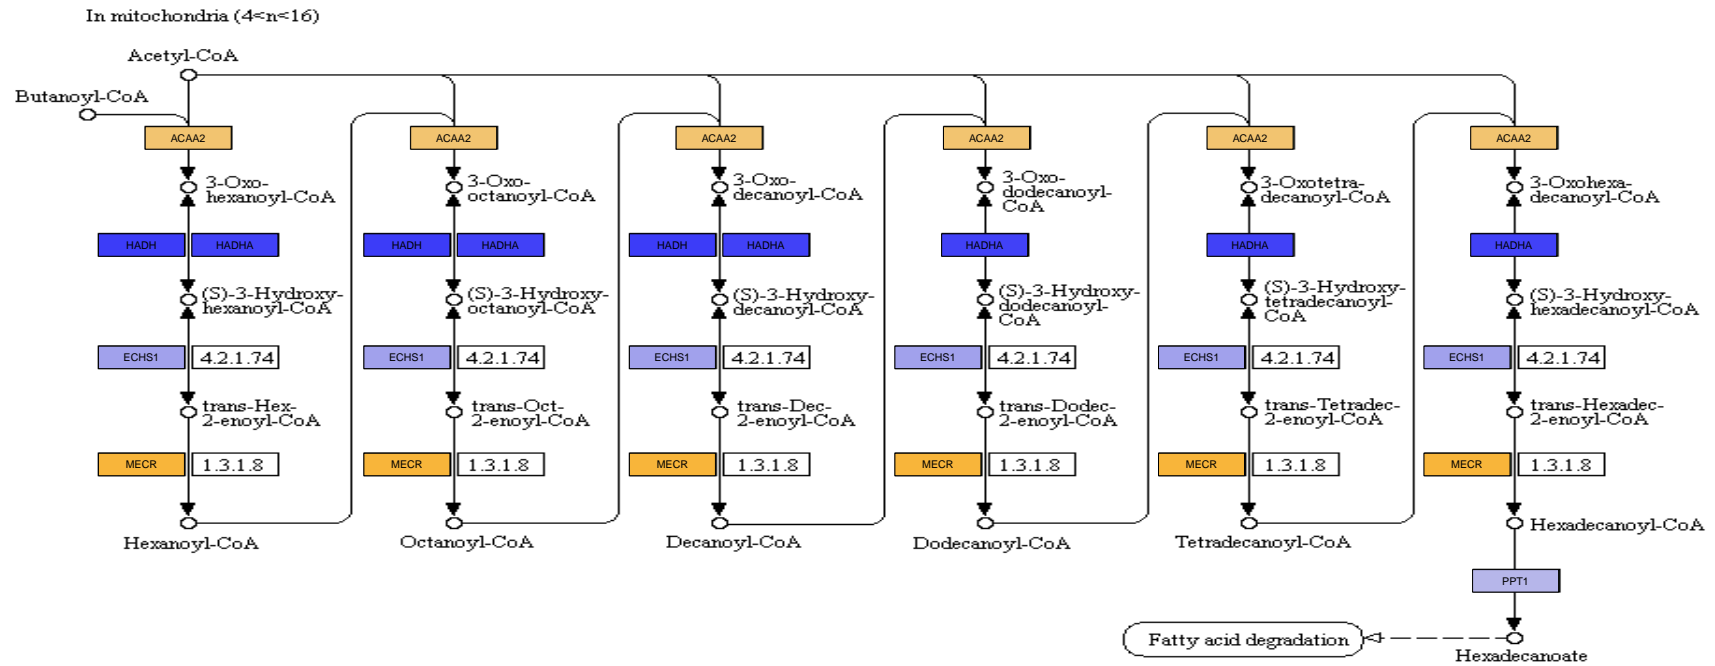 In mitochondria (4<n<16)
Acetyl-CoA
Butanoyl-CoA
ACAA2 ACAA2 ACAA2 ACAA2 ACAA2 ACAA2
3-Oxo-
hexanoyl-CoA
3-Oxo-
octanoyl-CoA
3-Oxo-
decanoyl-CoA
3-Oxo-
dodecanoyl-
CoA
3-Oxotetra-
decanoyl-CoA
3-Oxohexa-
decanoyl-CoA
HADH HADHA HADH HADHA HADH HADHA HADHA HADHA HADHA
(S)-3-Hydroxy-
hexanoyl-CoA
(S)-3-Hydroxy-
octanoyl-CoA
(S)-3-Hydroxy-
decanoyl-CoA
(S)-3-Hydroxy-
dodecanoyl-
CoA
(S)-3-Hydroxy-
tetradecanoyl-
CoA
(S)-3-Hydroxy-
hexadecanoyl-CoA
ECHS1 4.2.1.74 ECHS1 4.2.1.74 ECHS1 4.2.1.74 ECHS1 4.2.1.74 ECHS1 4.2.1.74 ECHS1 4.2.1.74
trans-Hex-
2-enoyl-CoA
trans-Oct-
2-enoyl-CoA
trans-Dec-
2-enoyl-CoA
trans-Dodec-
2-enoyl-CoA
trans-Tetradec-
2-enoyl-CoA
trans-Hexadec-
2-enoyl-CoA
MECR 1.3.1.8 MECR 1.3.1.8 MECR 1.3.1.8 MECR 1.3.1.8 MECR 1.3.1.8 MECR 1.3.1.8
Hexanoyl-CoA
Octanoyl-CoA
Decanoyl-CoA
Dodecanoyl-CoA
Tetradecanoyl-CoA
Hexadecanoyl-CoA
PPT1
Fatty acid degradation
Hexadecanoate